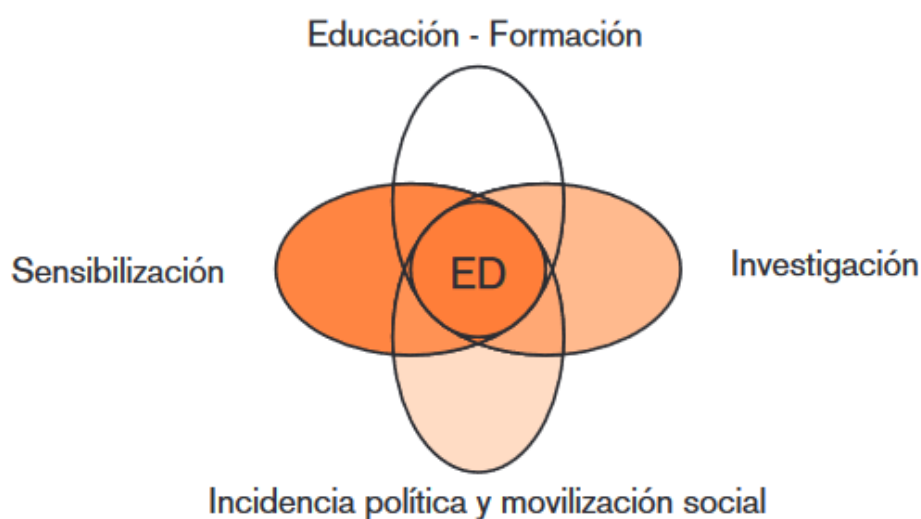 Educación - Formación
Sensibilización
ED
Investigación
Incidencia política y movilización social